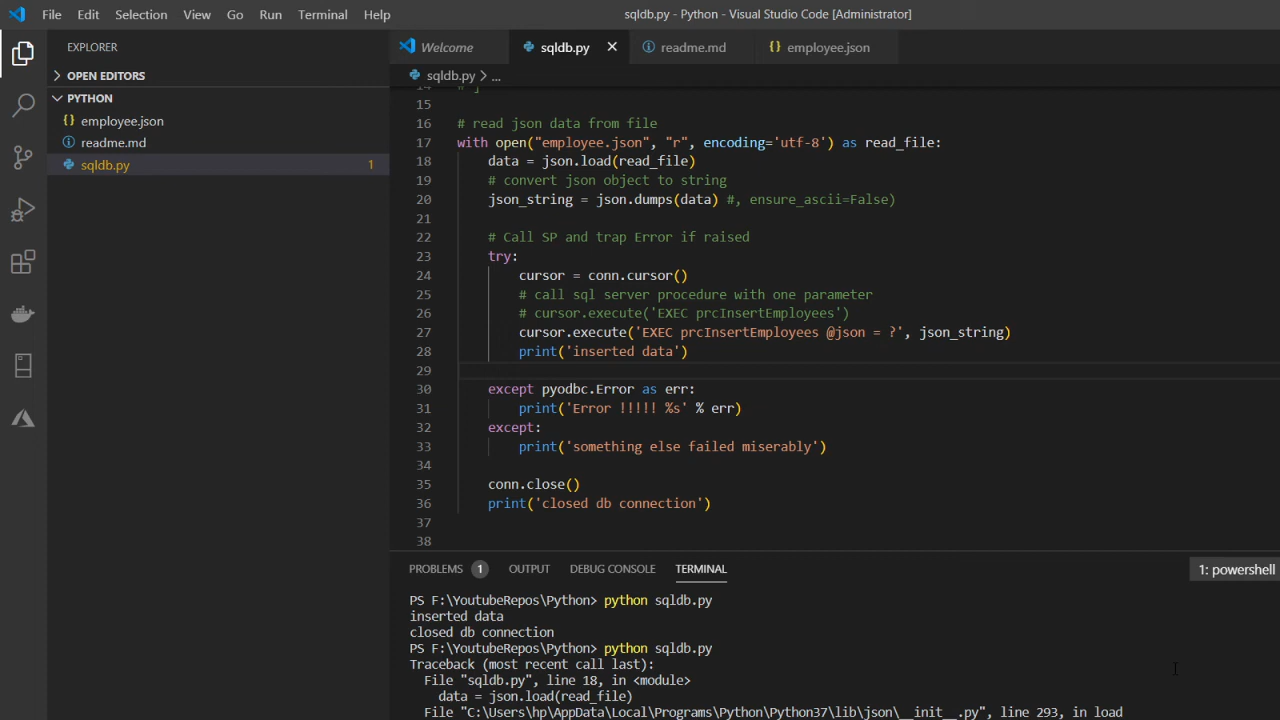 File Edit Selection View Go Run Terminal Help sqldb.py - Python - Visual Studio Code [Administrator]
EXPLORER
OPEN EDITORS
PYTHON
employee.json
readme.md
sqldb.py 1
Welcome sqldb.py readme.md employee.json
sqldb.py > ...
15
16 # read json data from file
17 with open("employee.json", "r", encoding='utf-8') as read_file:
18 data = json.load(read_file)
19 # convert json object to string
20 json_string = json.dumps(data) #, ensure_ascii=False)
21
22 # Call SP and trap Error if raised
23 try:
24 cursor = conn.cursor()
25 # call sql server procedure with one parameter
26 # cursor.execute('EXEC prcInsertEmployees')
27 cursor.execute('EXEC prcInsertEmployees @json = ?', json_string)
28 print('inserted data')
29
30 except pyodbc.Error as err:
31 print('Error !!!!! %s' % err)
32 except:
33 print('something else failed miserably')
34
35 conn.close()
36 print('closed db connection')
37
38
PROBLEMS 1 OUTPUT DEBUG CONSOLE TERMINAL 1: powershell
PS F:\YoutubeRepos\Python> python sqldb.py
inserted data
closed db connection
PS F:\YoutubeRepos\Python> python sqldb.py
Traceback (most recent call last):
File "sqldb.py", line 18, in <module>
data = json.load(read_file)
File "C:\Users\hp\AppData\Local\Programs\Python\Python37\lib\json\__init__.py", line 293, in load